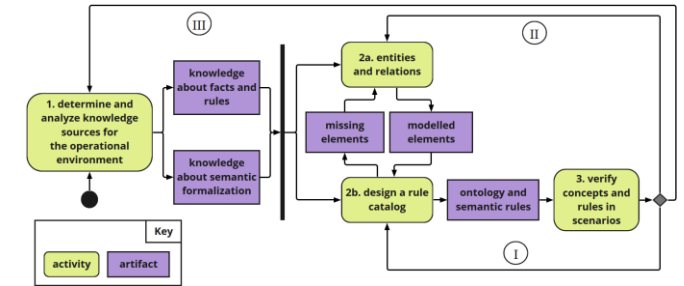 III
II
knowledge
about facts and
rules
2a. entities
and relations
1. determine and
analyze knowledge
sources for
the operational
environment
missing
elements
modelled
elements
knowledge
about semantic
formalization
2b. design a rule
catalog
ontology and
semantic rules
3. verify
concepts and
rules in
scenarios
I
Key
activity
artifact